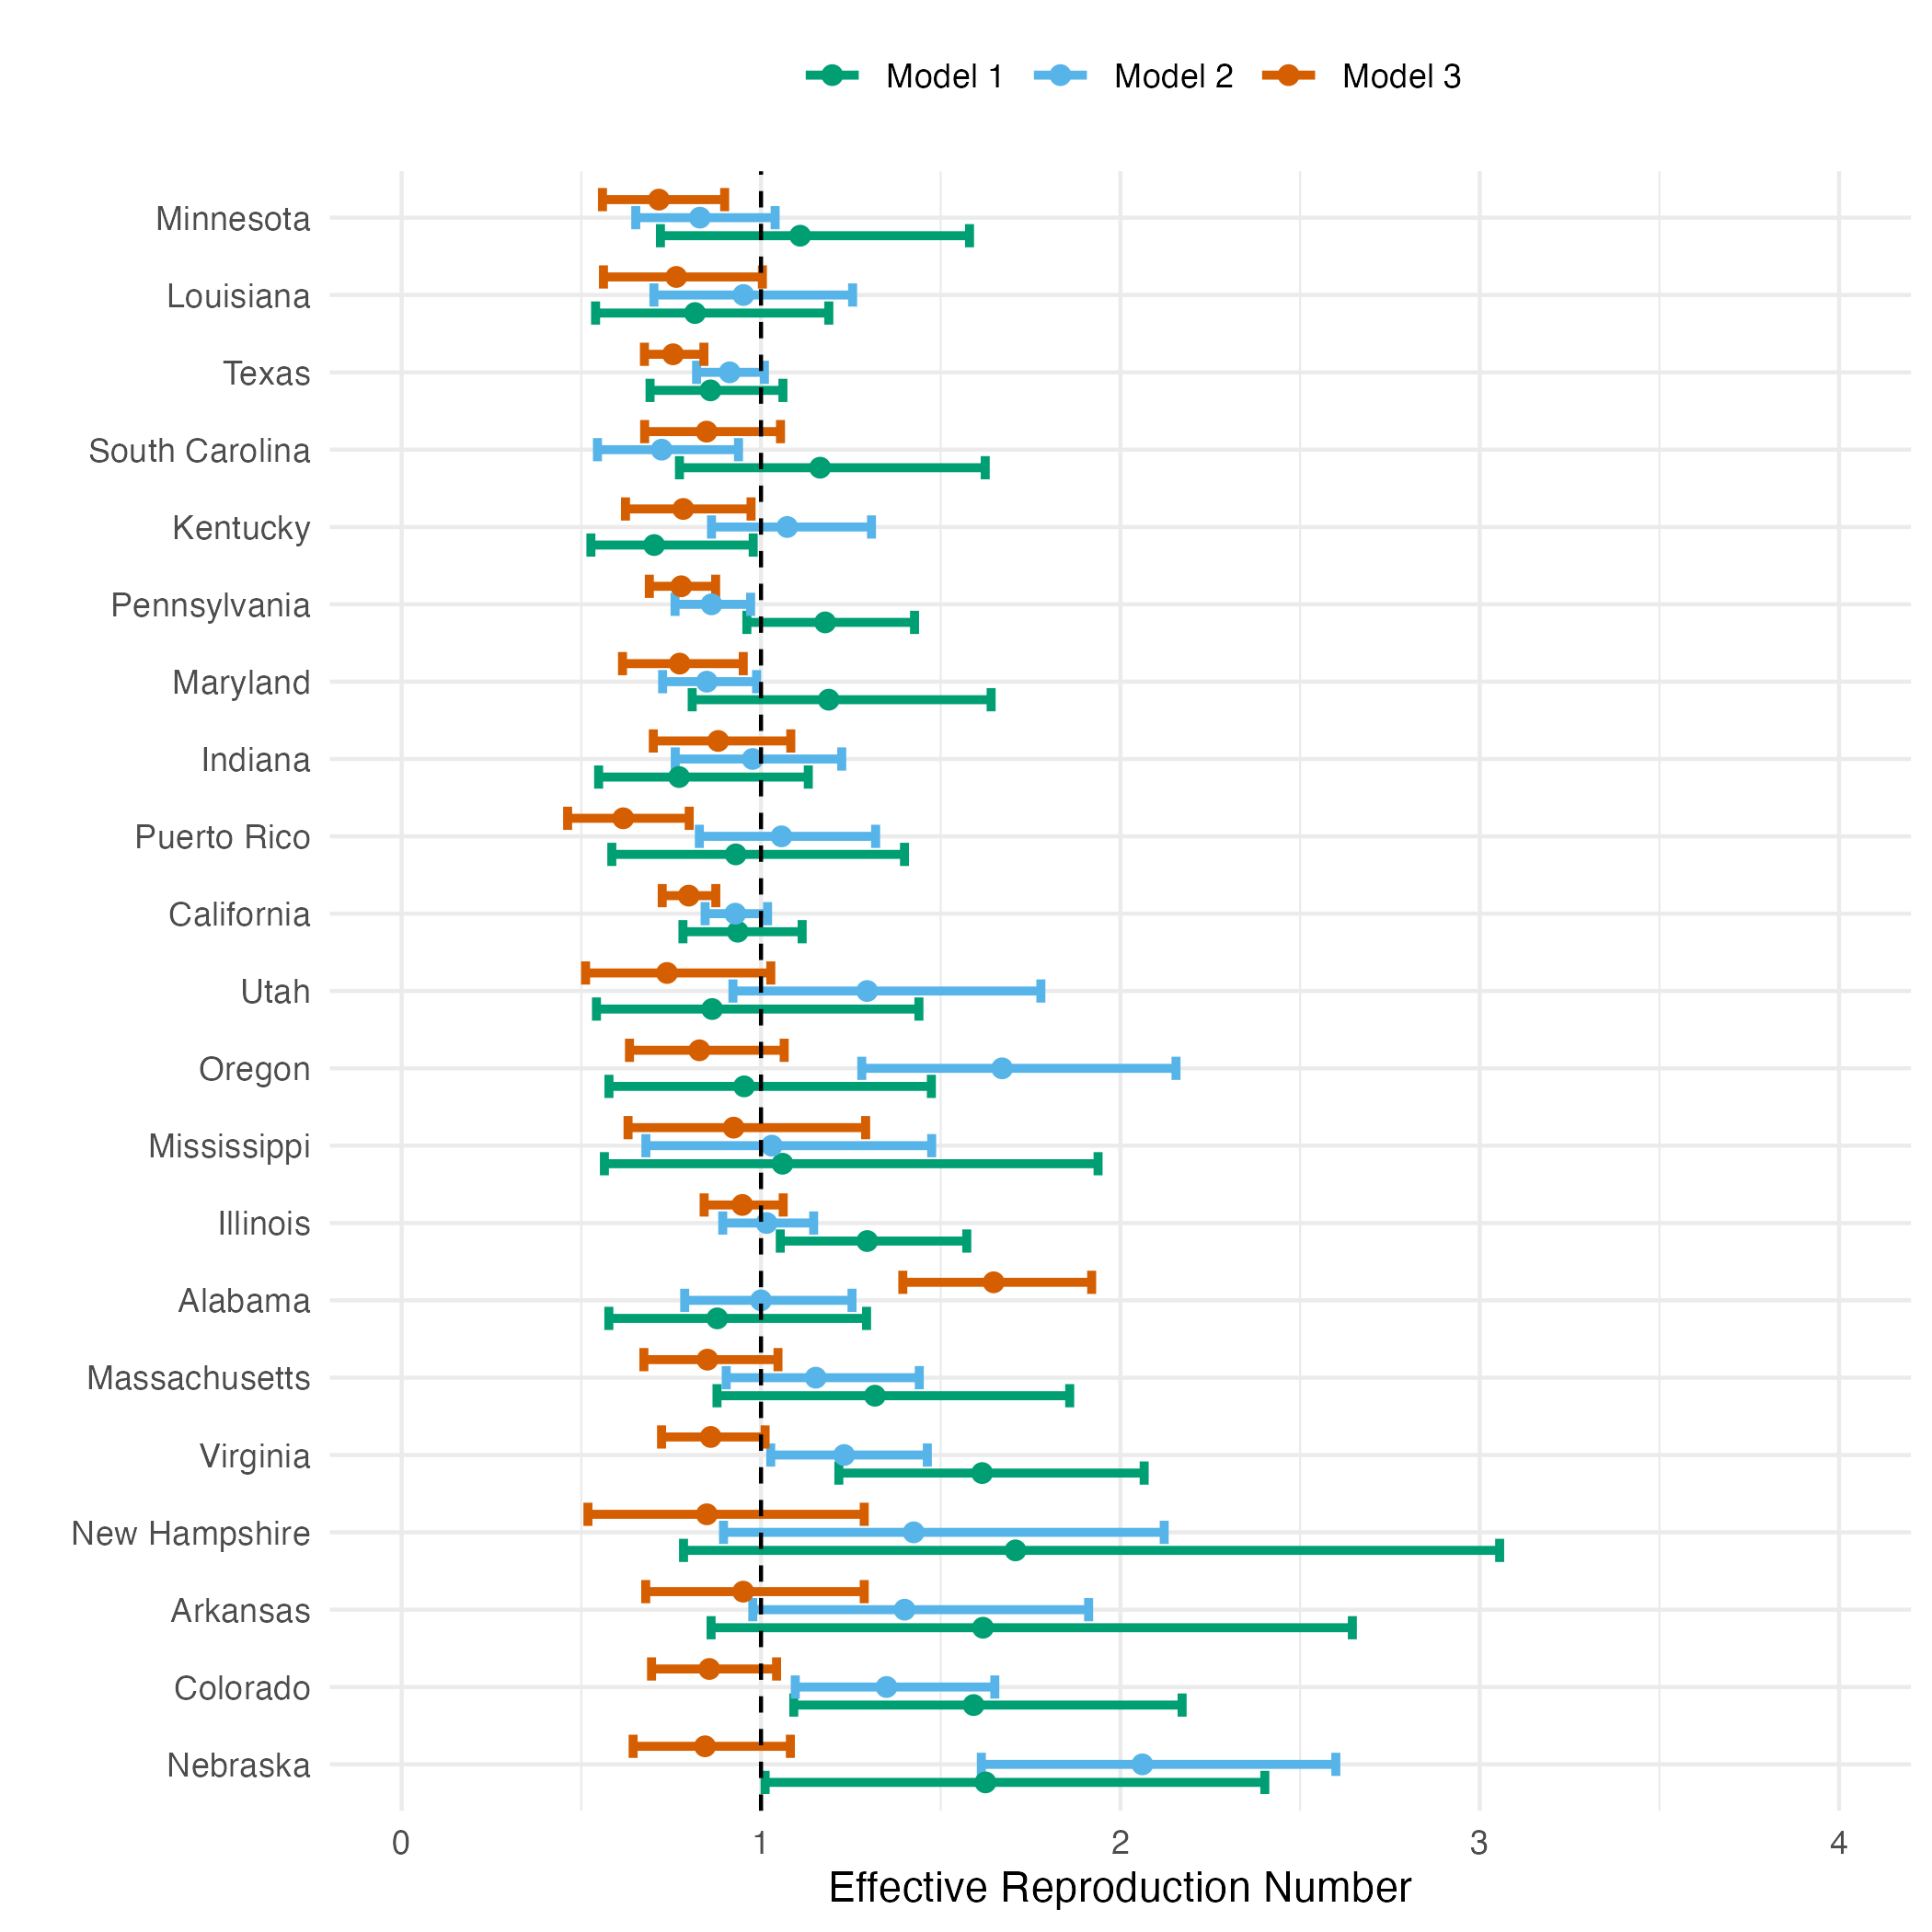 Model 1 Model 2 Model 3
Minnesota
Louisiana
Texas
South Carolina
Kentucky
Pennsylvania
Maryland
Indiana
Puerto Rico
California
Utah
Oregon
Mississippi
Illinois
Alabama
Massachusetts
Virginia
New Hampshire
Arkansas
Colorado
Nebraska
0 1 2 3 4
Effective Reproduction Number